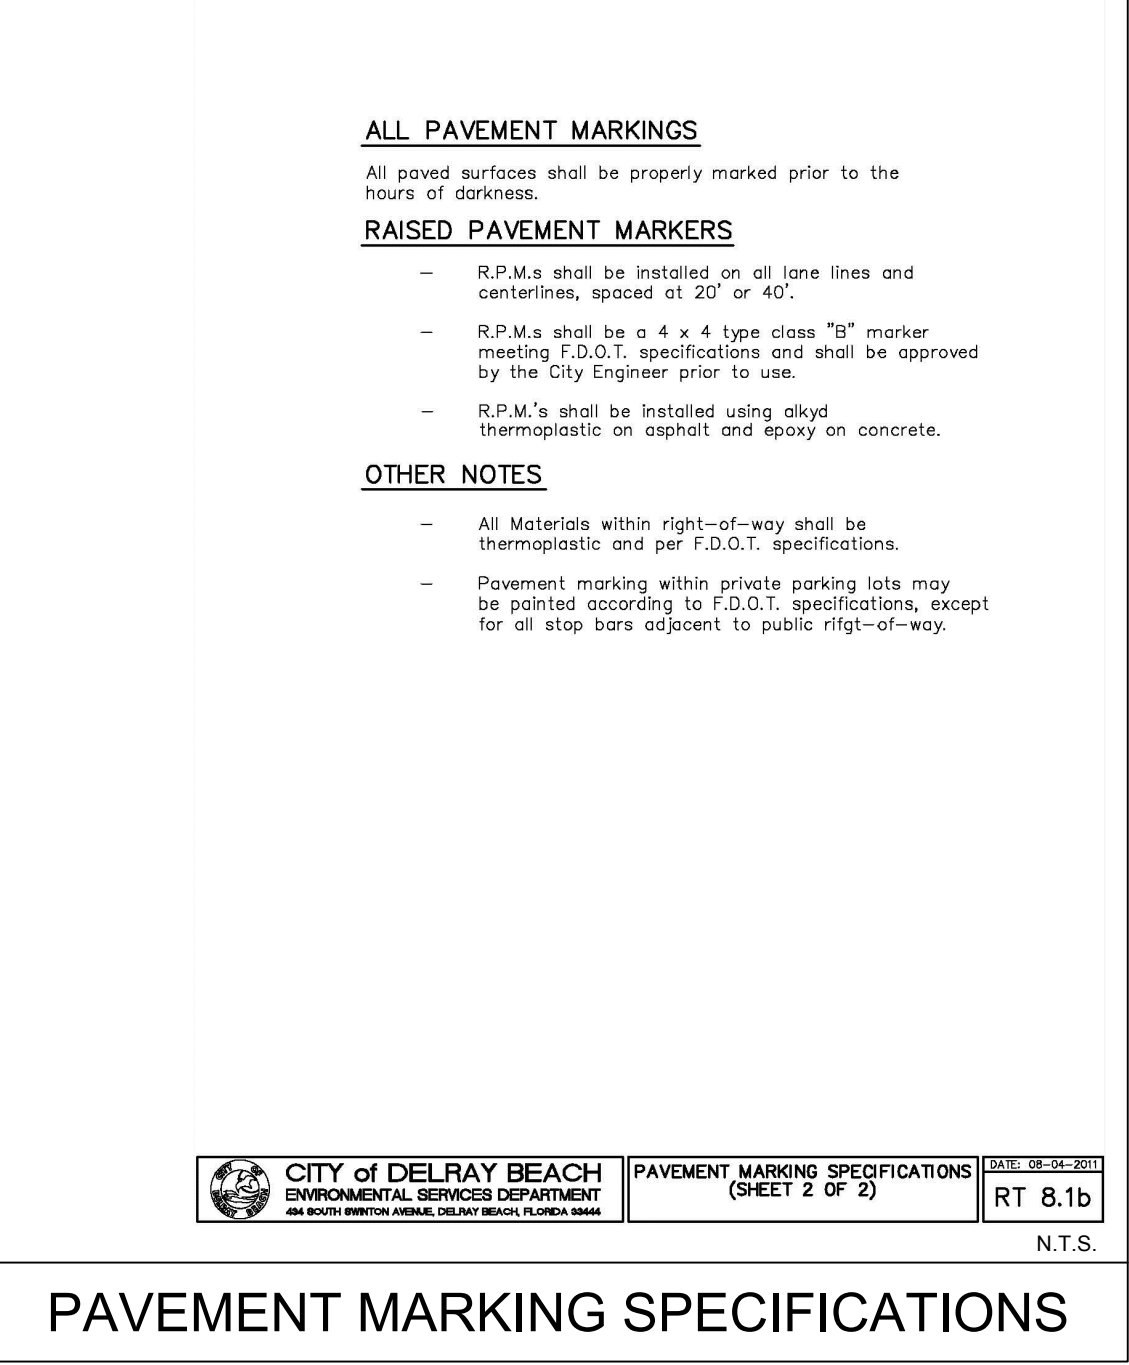 ALL PAVEMENT MARKINGS
All paved surfaces shall be properly marked prior to the
hours of darkness.
RAISED PAVEMENT MARKERS
— R.P.M.s shall be installed on all lane lines and
centerlines, spaced at 20' or 40'.
— R.P.M.s shall be a 4 x 4 type class "B" marker
meeting F.D.O.T. specifications and shall be approved
by the City Engineer prior to use.
— R.P.M.'s shall be installed using alkyd
thermoplastic on asphalt and epoxy on concrete.
OTHER NOTES
— All Materials within right—of—way shall be
thermoplastic and per F.D.O.T. specifications.
— Pavement marking within private parking lots may
be painted according to F.D.O.T. specifications, except
for all stop bars adjacent to public rifgt—of—way.
CITY OF DELRAY BEACH
CITY of DELRAY BEACH
ENVIRONMENTAL SERVICES DEPARTMENT
434 SOUTH SWINTON AVENUE, DELRAY BEACH, FLORIDA 33444
PAVEMENT MARKING SPECIFICATIONS
(SHEET 2 OF 2)
DATE: 08—04—2011
RT 8.1b
N.T.S.
PAVEMENT MARKING SPECIFICATIONS